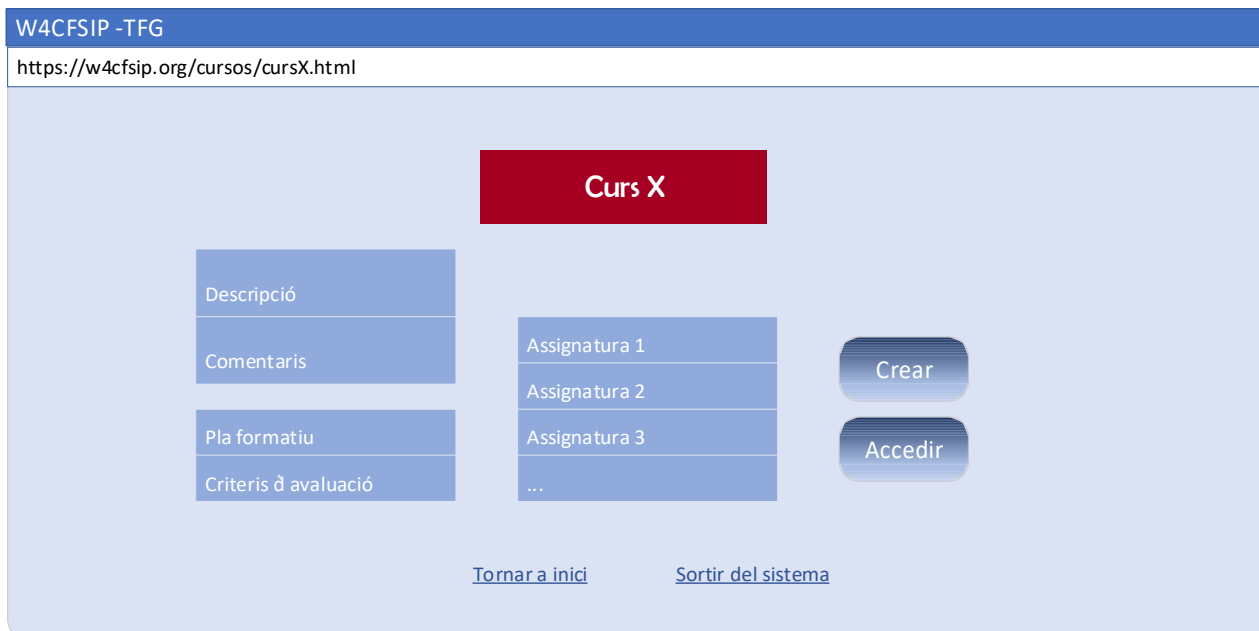 W4CFSIP -TFG
https://w4cfsip.org/cursos/cursX.html
Curs X
Descripció
Comentaris
Pla formatiu
Criteris d'avaluació
Assignatura 1
Assignatura 2
Assignatura 3
...
Crear
Accedir
Tornar a inici
Sortir del sistema